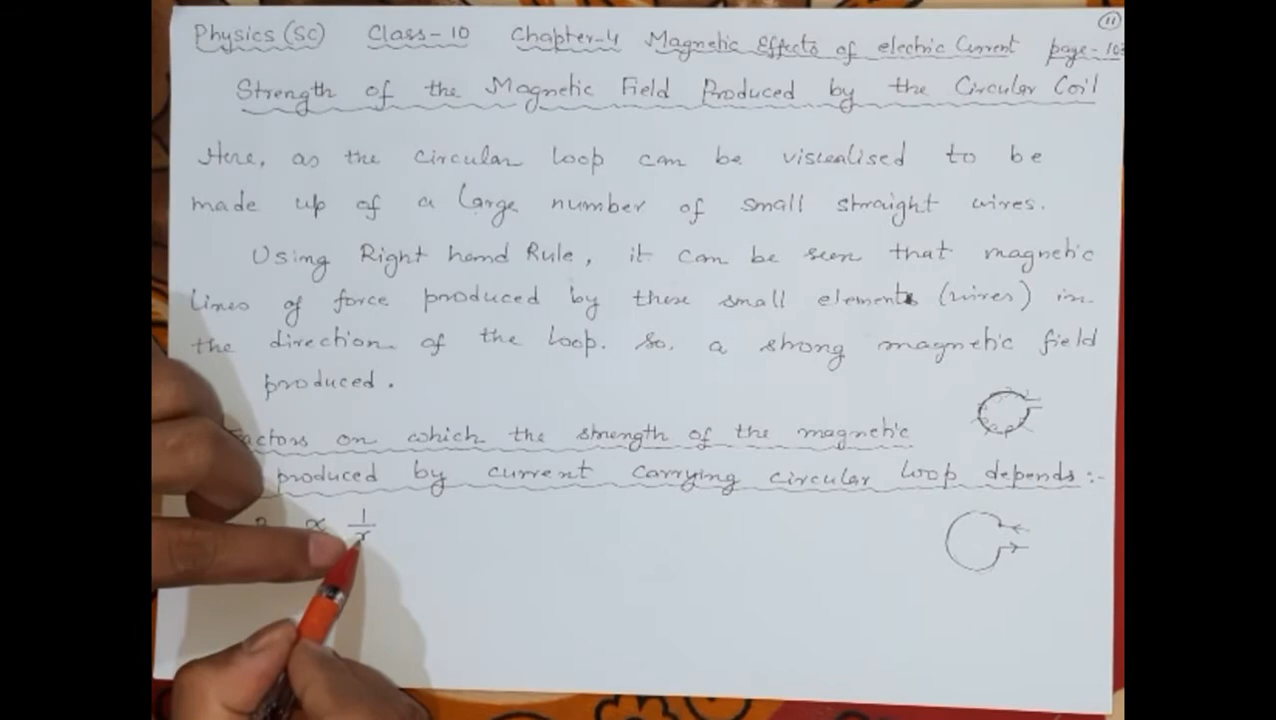 11
Physics (SC) Class-10 Chapter-4 Magnetic Effects of electric Current page-10
Strength of the Magnetic Field Produced by the Circular Coil
Here, as the circular loop can be visualised to be
made up of a large number of small straight wires.
Using Right hand Rule, it can be seen that magnetic
lines of force produced by these small elements (wires) in
the direction of the loop. So, a strong magnetic field
produced.
Factors on which the strength of the magnetic
produced by current carrying circular loop depends :-
∝ 1/r